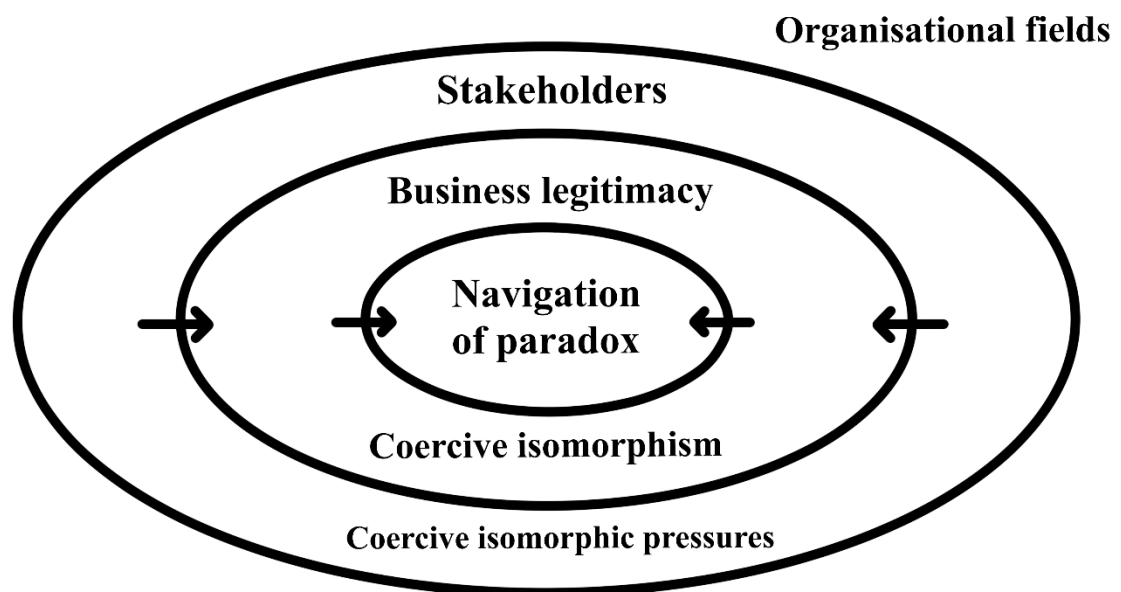 Organisational fields
Stakeholders
Business legitimacy
Navigation
of paradox
Coercive isomorphism
Coercive isomorphic pressures